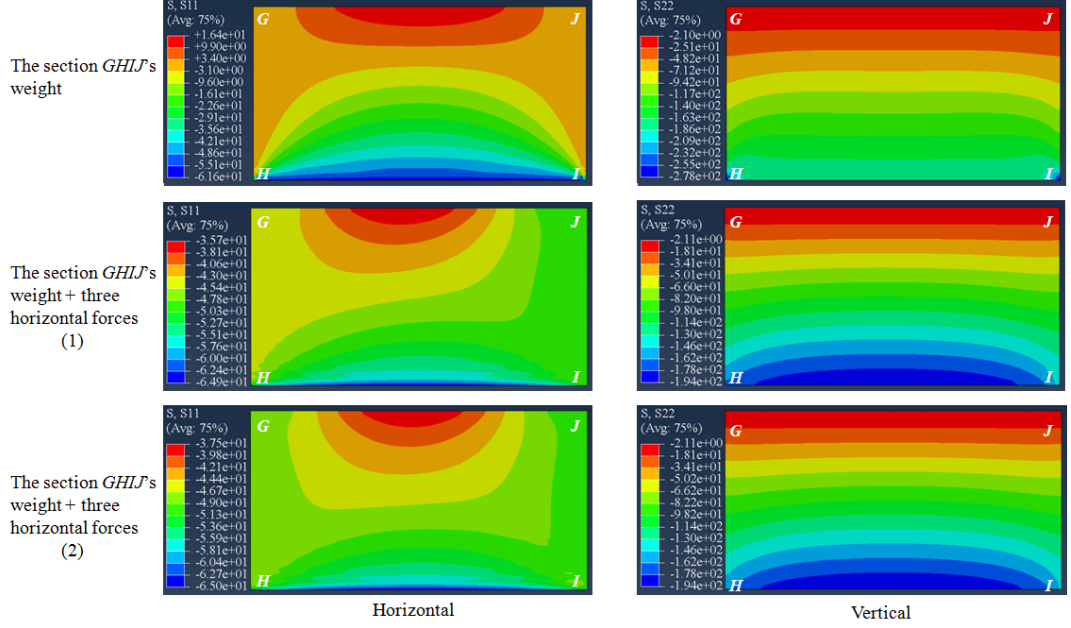 S, S11
(Avg: 75%)
+1.64e+01
+9.90e+00
+3.40e+00
-3.10e+00
-9.60e+00
-1.61e+01
-2.26e+01
-2.91e+01
-3.56e+01
-4.21e+01
-4.86e+01
-5.51e+01
-6.16e+01
G
J
H
I
S, S22
(Avg: 75%)
-2.10e+00
-2.51e+01
-4.82e+01
-7.12e+01
-9.42e+01
-1.17e+02
-1.40e+02
-1.63e+02
-1.86e+02
-2.09e+02
-2.32e+02
-2.55e+02
-2.78e+02
G
J
H
I
The section GHIJ's
weight
S, S11
(Avg: 75%)
-3.57e+01
-3.81e+01
-4.06e+01
-4.30e+01
-4.54e+01
-4.78e+01
-5.03e+01
-5.27e+01
-5.51e+01
-5.76e+01
-6.00e+01
-6.24e+01
-6.49e+01
G
J
H
I
S, S22
(Avg: 75%)
-2.11e+00
-1.81e+01
-3.41e+01
-5.01e+01
-6.60e+01
-8.20e+01
-9.80e+01
-1.14e+02
-1.30e+02
-1.46e+02
-1.62e+02
-1.78e+02
-1.94e+02
G
J
H
I
The section GHIJ's
weight + three
horizontal forces
(1)
S, S11
(Avg: 75%)
-3.75e+01
-3.98e+01
-4.21e+01
-4.44e+01
-4.67e+01
-4.90e+01
-5.13e+01
-5.36e+01
-5.59e+01
-5.81e+01
-6.04e+01
-6.27e+01
-6.50e+01
G
J
H
I
S, S22
(Avg: 75%)
-2.11e+00
-1.81e+01
-3.41e+01
-5.02e+01
-6.62e+01
-8.22e+01
-9.82e+01
-1.14e+02
-1.30e+02
-1.46e+02
-1.62e+02
-1.78e+02
-1.94e+02
G
J
H
I
The section GHIJ's
weight + three
horizontal forces
(2)
Horizontal
Vertical